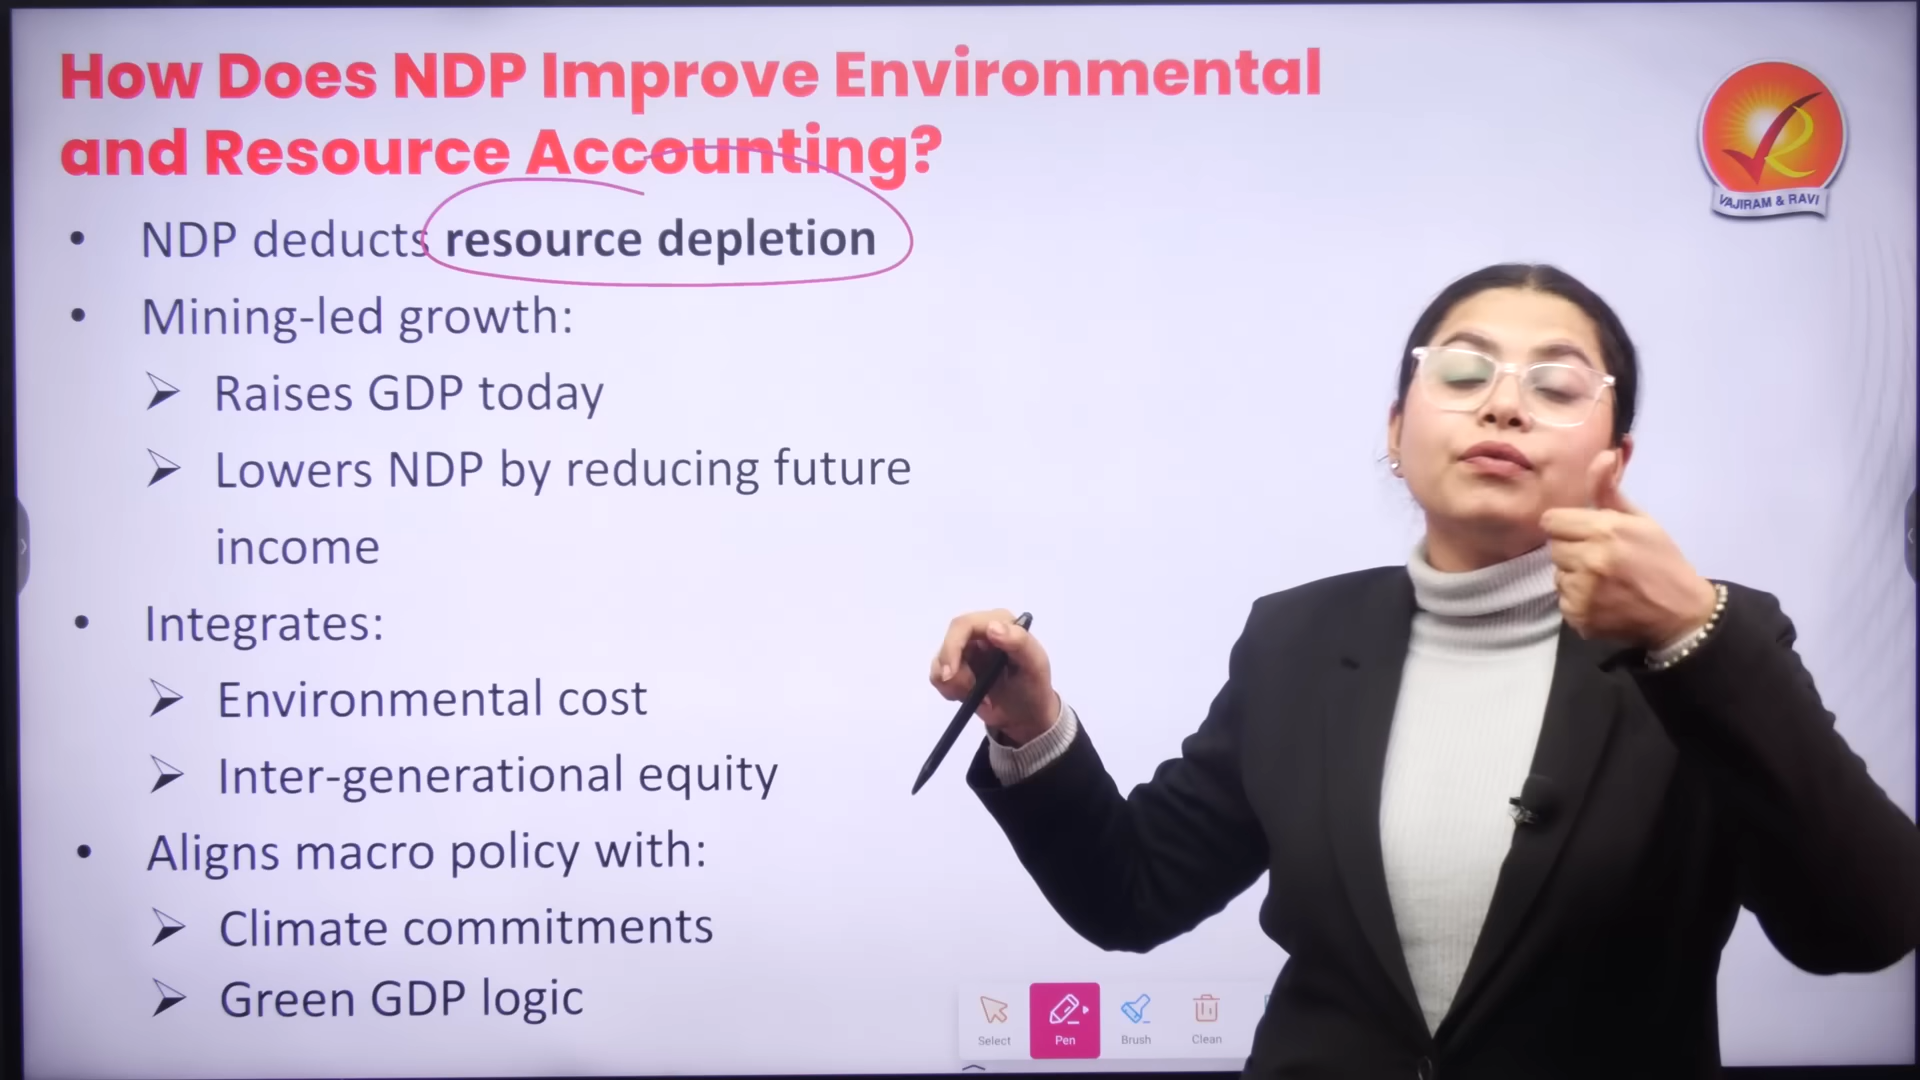 How Does NDP Improve Environmental
and Resource Accounting?
VAJIRAM & RAVI
• NDP deducts resource depletion
• Mining-led growth:
➢ Raises GDP today
➢ Lowers NDP by reducing future
income
• Integrates:
➢ Environmental cost
➢ Inter-generational equity
• Aligns macro policy with:
➢ Climate commitments
➢ Green GDP logic
Select Pen Brush Clean